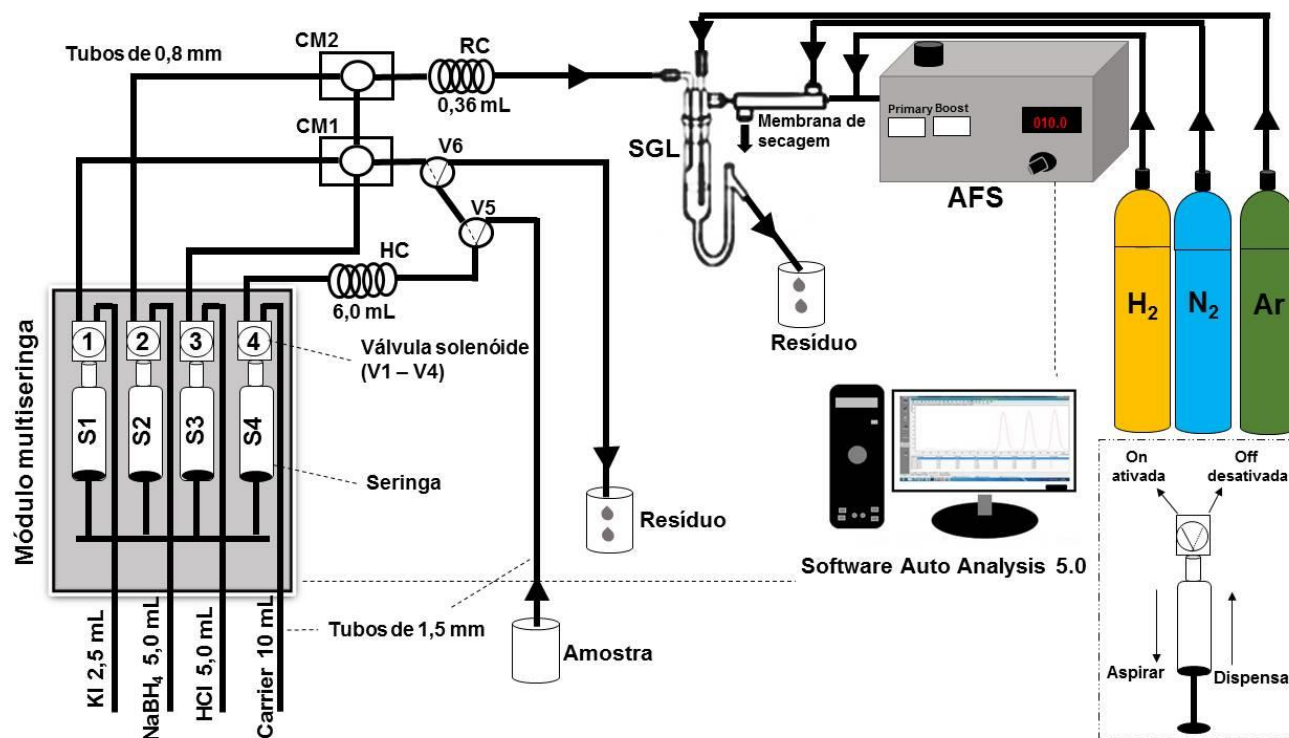 Tubos de 0,8 mm
CM2
RC
0,36 mL
CM1
V6
V5
HC
6,0 mL
SGL
Membrana de
secagem
Primary
Boost
010.0
AFS
H₂
N₂
Ar
Resíduo
Módulo multiseringa
1
2
3
4
Válvula solenóide
(V1 – V4)
S1
S2
S3
S4
Seringa
Resíduo
Software Auto Analysis 5.0
On
ativada
Off
desativada
Aspirar
Dispensa
Tubos de 1,5 mm
Amostra
KI 2,5 mL
NaBH₄ 5,0 mL
HCl 5,0 mL
Carrier 10 mL